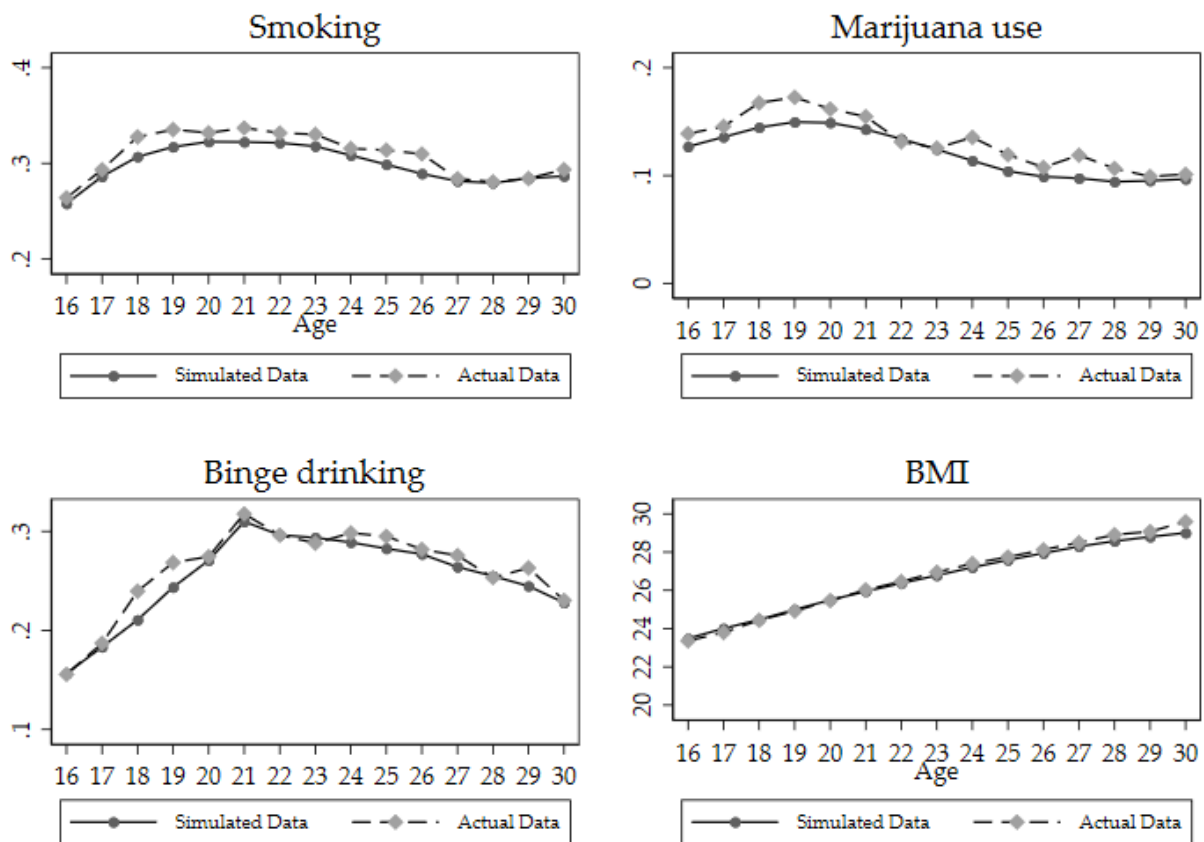 Smoking
.4
.3
.2
16 17 18 19 20 21 22 23 24 25 26 27 28 29 30
Age
Simulated Data Actual Data
Marijuana use
.2
.1
0
16 17 18 19 20 21 22 23 24 25 26 27 28 29 30
Simulated Data Actual Data
Binge drinking
.3
.2
.1
16 17 18 19 20 21 22 23 24 25 26 27 28 29 30
Simulated Data Actual Data
BMI
30
28
26
24
22
20
16 17 18 19 20 21 22 23 24 25 26 27 28 29 30
Age
Simulated Data Actual Data